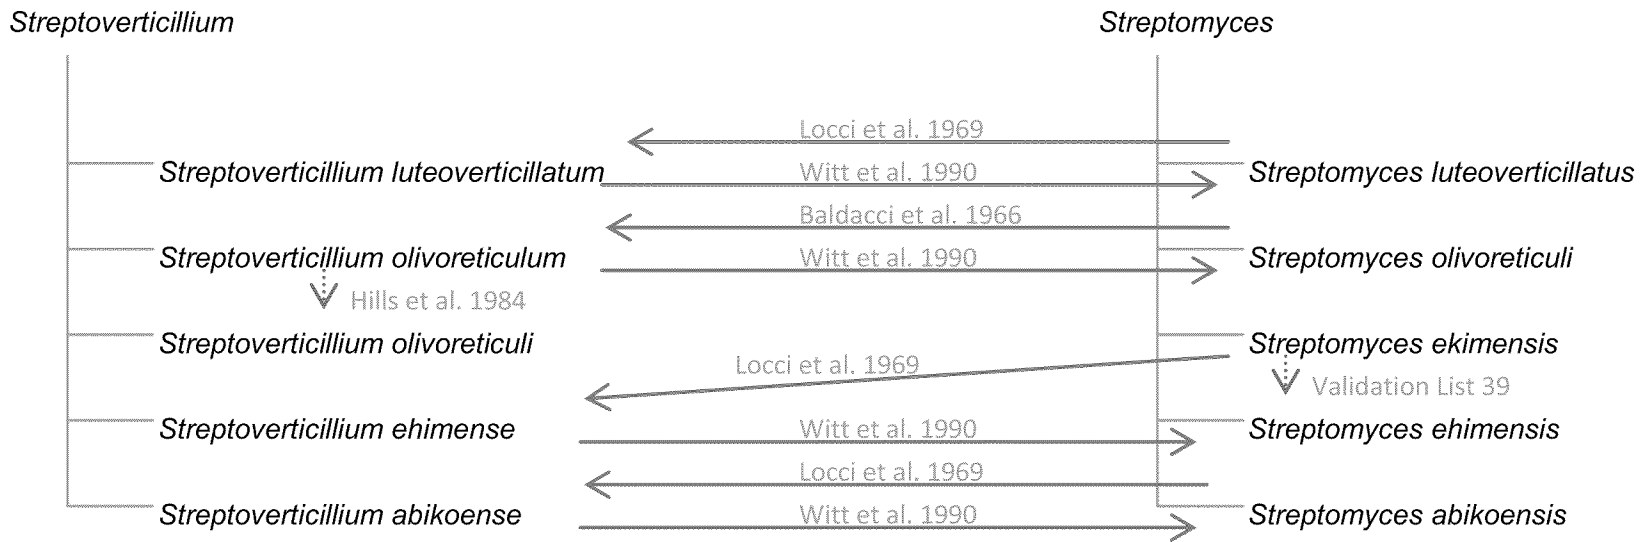 Streptoverticillium Streptomyces
Locci et al. 1969
Streptoverticillium luteoverticillatum Witt et al. 1990 Streptomyces luteoverticillatus
Baldacci et al. 1966
Streptoverticillium olivoreticulum Witt et al. 1990 Streptomyces olivoreticuli
Hills et al. 1984
Streptoverticillium olivoreticuli Streptomyces ekimensis
Locci et al. 1969
Validation List 39
Streptoverticillium ehimense Witt et al. 1990 Streptomyces ehimensis
Locci et al. 1969
Streptoverticillium abikoense Witt et al. 1990 Streptomyces abikoensis